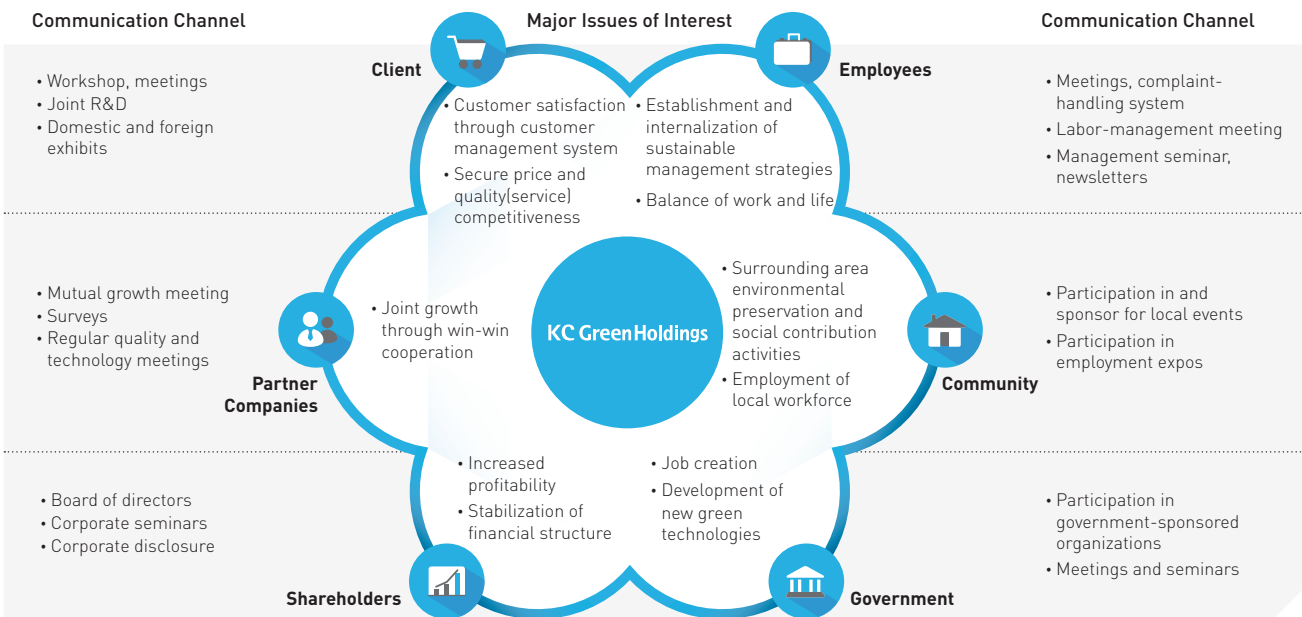 Communication Channel
Major Issues of Interest
Communication Channel
Client
• Workshop, meetings
• Joint R&D
• Domestic and foreign
exhibits
• Customer satisfaction
through customer
management system
• Secure price and
quality(service)
competitiveness
Employees
• Establishment and
internalization of
sustainable
management strategies
• Balance of work and life
• Meetings, complaint-
handling system
• Labor-management meeting
• Management seminar,
newsletters
• Mutual growth meeting
• Surveys
• Regular quality and
technology meetings
Partner
Companies
• Joint growth
through win-win
cooperation
KC GreenHoldings
• Surrounding area
environmental
preservation and
social contribution
activities
• Employment of
local workforce
Community
• Participation in and
sponsor for local events
• Participation in
employment expos
• Board of directors
• Corporate seminars
• Corporate disclosure
Shareholders
• Increased
profitability
• Stabilization of
financial structure
• Job creation
• Development of
new green
technologies
Government
• Participation in
government-sponsored
organizations
• Meetings and seminars